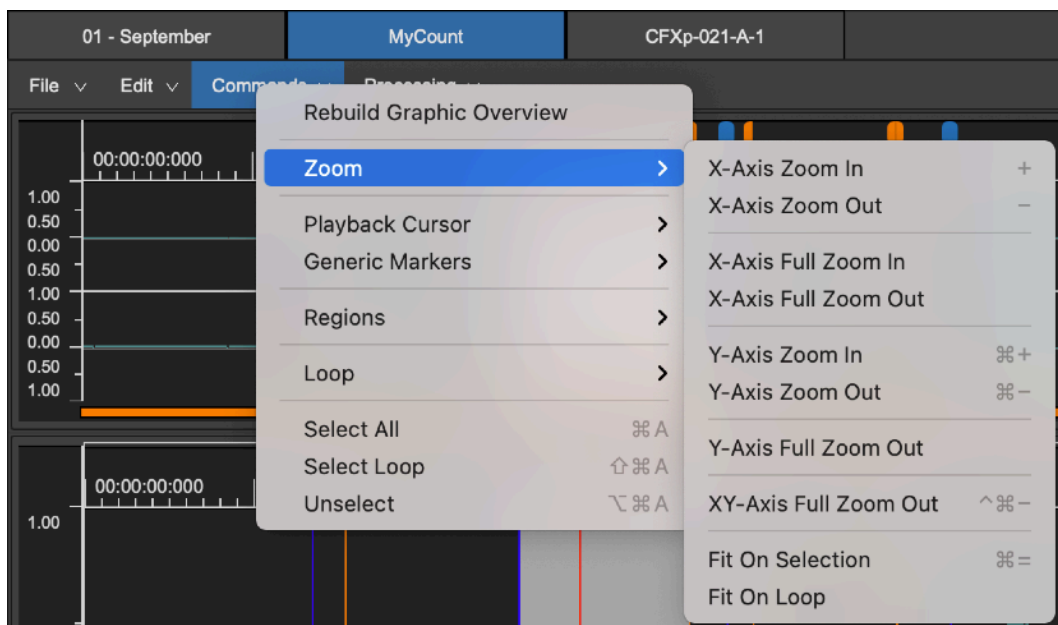 01 - September MyCount CFXp-021-A-1
File Edit Commands Processing
Rebuild Graphic Overview
Zoom
Playback Cursor
Generic Markers
Regions
Loop
Select All ⌘A
Select Loop ⇧⌘A
Unselect ⌥⌘A
X-Axis Zoom In +
X-Axis Zoom Out −
X-Axis Full Zoom In
X-Axis Full Zoom Out
Y-Axis Zoom In ⌘+
Y-Axis Zoom Out ⌘−
Y-Axis Full Zoom Out
XY-Axis Full Zoom Out ^⌘−
Fit On Selection ⌘=
Fit On Loop
00:00:00:000
1.00
0.50
0.00
0.50
1.00
0.50
0.00
0.50
1.00
00:00:00:000
1.00